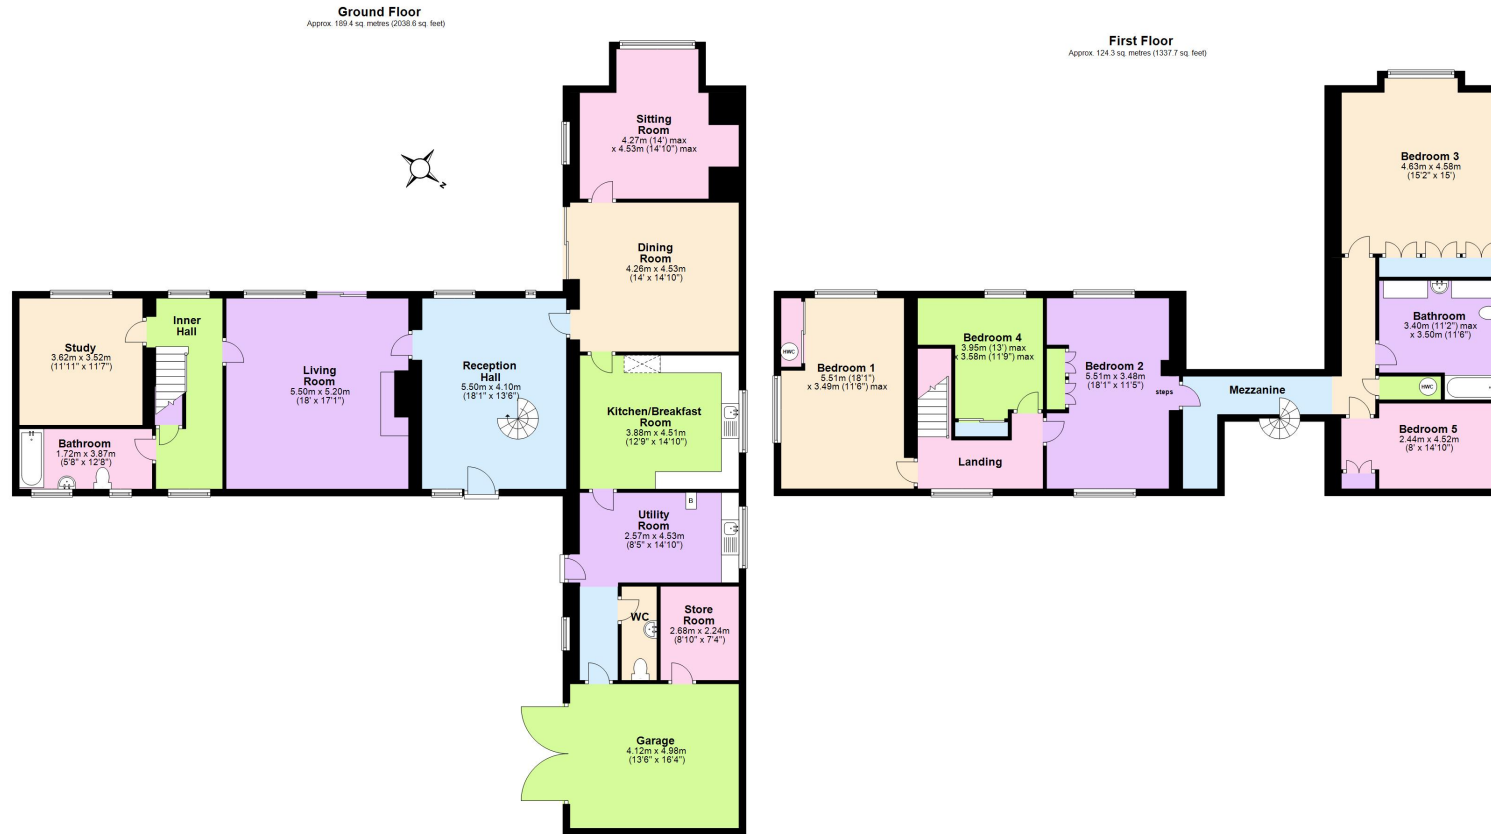 Ground Floor
Approx. 189.4 sq. metres (2038.6 sq. feet)
First Floor
Approx. 124.3 sq. metres (1337.7 sq. feet)
Sitting
Room
4.27m (14') max
x 4.53m (14'10") max
N
Dining
Room
4.26m x 4.53m
(14' x 14'10")
Inner
Hall
Study
3.62m x 3.52m
(11'11" x 11'7")
Living
Room
5.50m x 5.20m
(18' x 17'1")
Reception
Hall
5.50m x 4.10m
(18'1" x 13'6")
Kitchen/Breakfast
Room
3.88m x 4.51m
(12'9" x 14'10")
Bathroom
1.72m x 3.87m
(5'8" x 12'8")
B
Utility
Room
2.57m x 4.53m
(8'5" x 14'10")
WC
Store
Room
2.68m x 2.24m
(8'10" x 7'4")
Garage
4.12m x 4.98m
(13'6" x 16'4")
Bedroom 3
4.63m x 4.58m
(15'2" x 15')
HWC
Bedroom 1
5.51m (18'1")
x 3.49m (11'6") max
Bedroom 4
3.95m (13') max
x 3.58m (11'9") max
Bedroom 2
5.51m x 3.48m
(18'1" x 11'5")
steps
Mezzanine
Bathroom
3.40m (11'2") max
x 3.50m (11'6")
HWC
Bedroom 5
2.44m x 4.52m
(8' x 14'10")
Landing